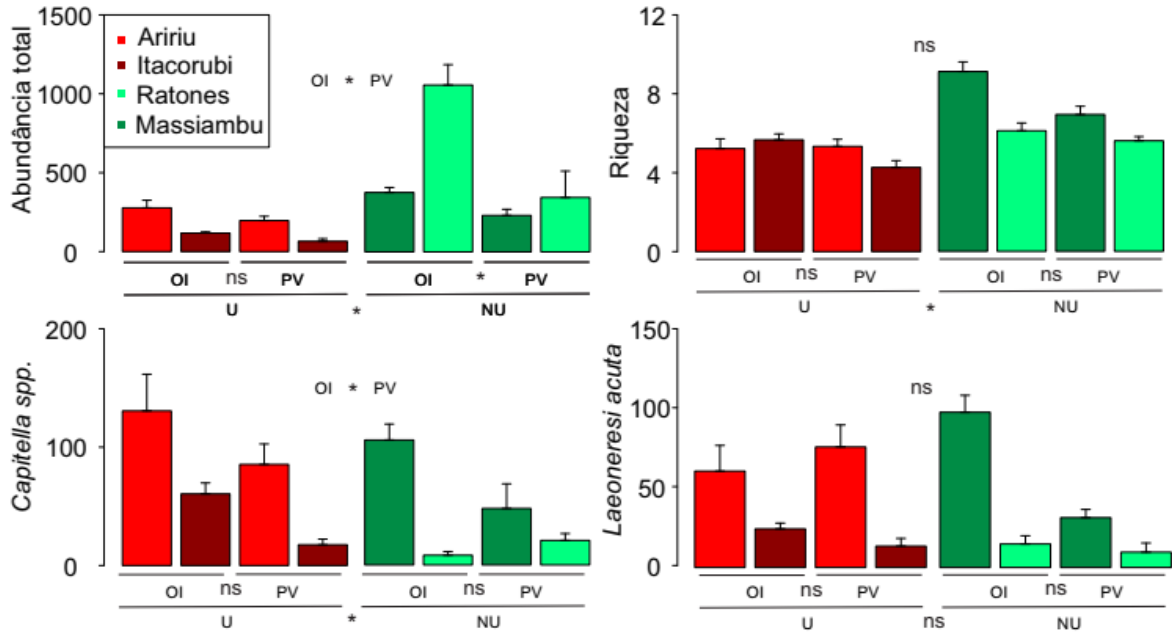 Abundância total
1500
1000
500
0
Aririu
Itacorubi
Ratones
Massiambu
OI * PV
OI ns PV
OI * PV
U * NU
Riqueza
12
8
4
0
ns
OI ns PV
OI ns PV
U * NU
Capitella spp.
200
100
0
OI * PV
OI ns PV
OI ns PV
U * NU
Laeoneresi acuta
150
100
50
0
ns
OI ns PV
OI ns PV
U ns NU